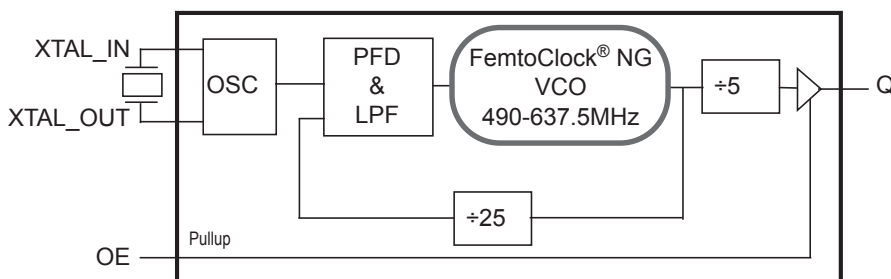 XTAL_IN
XTAL_OUT
OSC
PFD
&
LPF
FemtoClock® NG
VCO
490-637.5MHz
÷5
Q
÷25
OE
Pullup